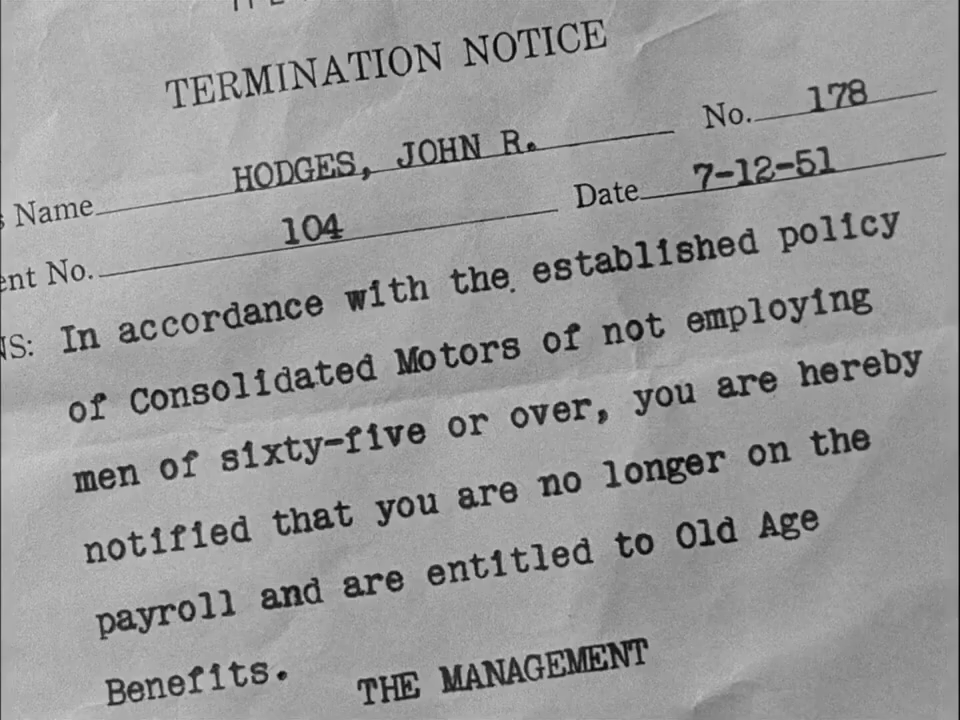 TERMINATION NOTICE
No. 178
Name HODGES, JOHN R.
Date 7-12-51
No. 104
In accordance with the established policy
of Consolidated Motors of not employing
men of sixty-five or over, you are hereby
notified that you are no longer on the
payroll and are entitled to Old Age
Benefits.
THE MANAGEMENT